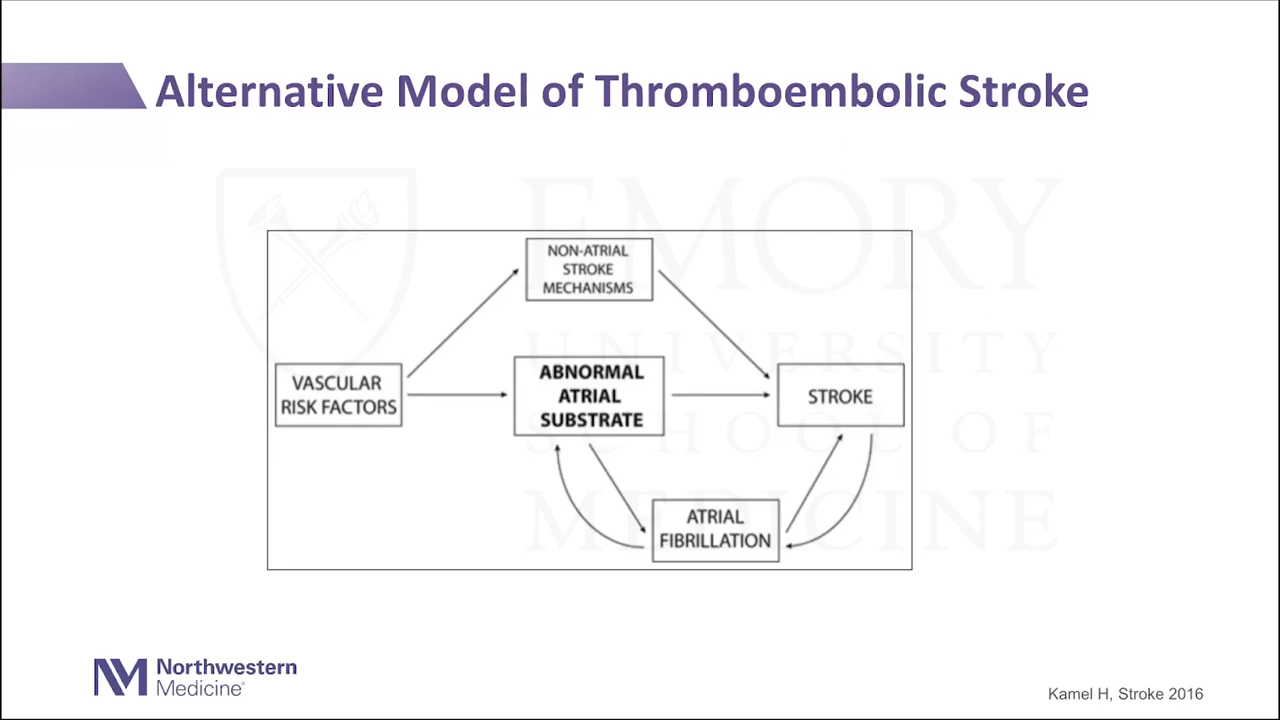 Alternative Model of Thromboembolic Stroke
EMORY
UNIVERSITY
SCHOOL OF
MEDICINE
NON-ATRIAL
STROKE
MECHANISMS
VASCULAR
RISK FACTORS
ABNORMAL
ATRIAL
SUBSTRATE
STROKE
ATRIAL
FIBRILLATION
NM Northwestern
Medicine
Kamel H, Stroke 2016